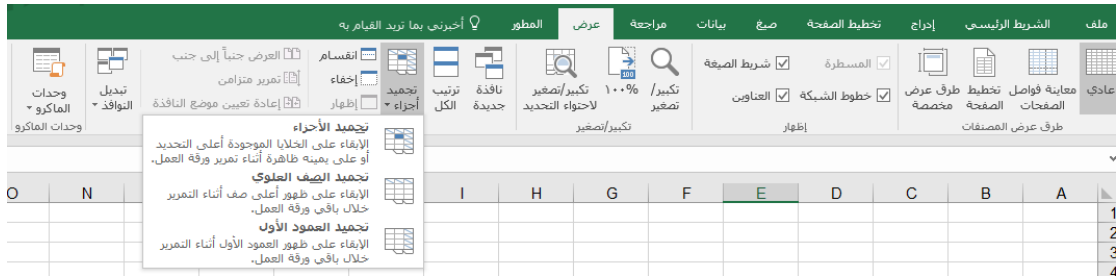 ملف الشريط الرئيسي إدراج تخطيط الصفحة صيغ بيانات مراجعة عرض المطور أخبرني بما تريد القيام به
عادي
معاينة فواصل الصفحات
تخطيط الصفحة
طرق عرض مخصصة
طرق عرض المصنفات
المسطرة
شريط الصيغة
خطوط الشبكة
العناوين
إظهار
تكبير/ تصغير
١٠٠%
100
تكبير/تصغير لاحتواء التحديد
تكبير/تصغير
نافذة جديدة
ترتيب الكل
تجميد أجزاء
انقسام
إخفاء
إظهار
العرض جنباً إلى جنب
تمرير متزامن
إعادة تعيين موضع النافذة
تبديل النوافذ
وحدات الماكرو
وحدات الماكرو
تجميد الأجزاء
الإبقاء على الخلايا الموجودة أعلى التحديد
أو على يمينه ظاهرة أثناء تمرير ورقة العمل.
تجميد الصف العلوي
الإبقاء على ظهور أعلى صف أثناء التمرير
خلال باقي ورقة العمل.
تجميد العمود الأول
الإبقاء على ظهور العمود الأول أثناء التمرير
خلال باقي ورقة العمل.
A B C D E F G H I N O
1
2
3
4